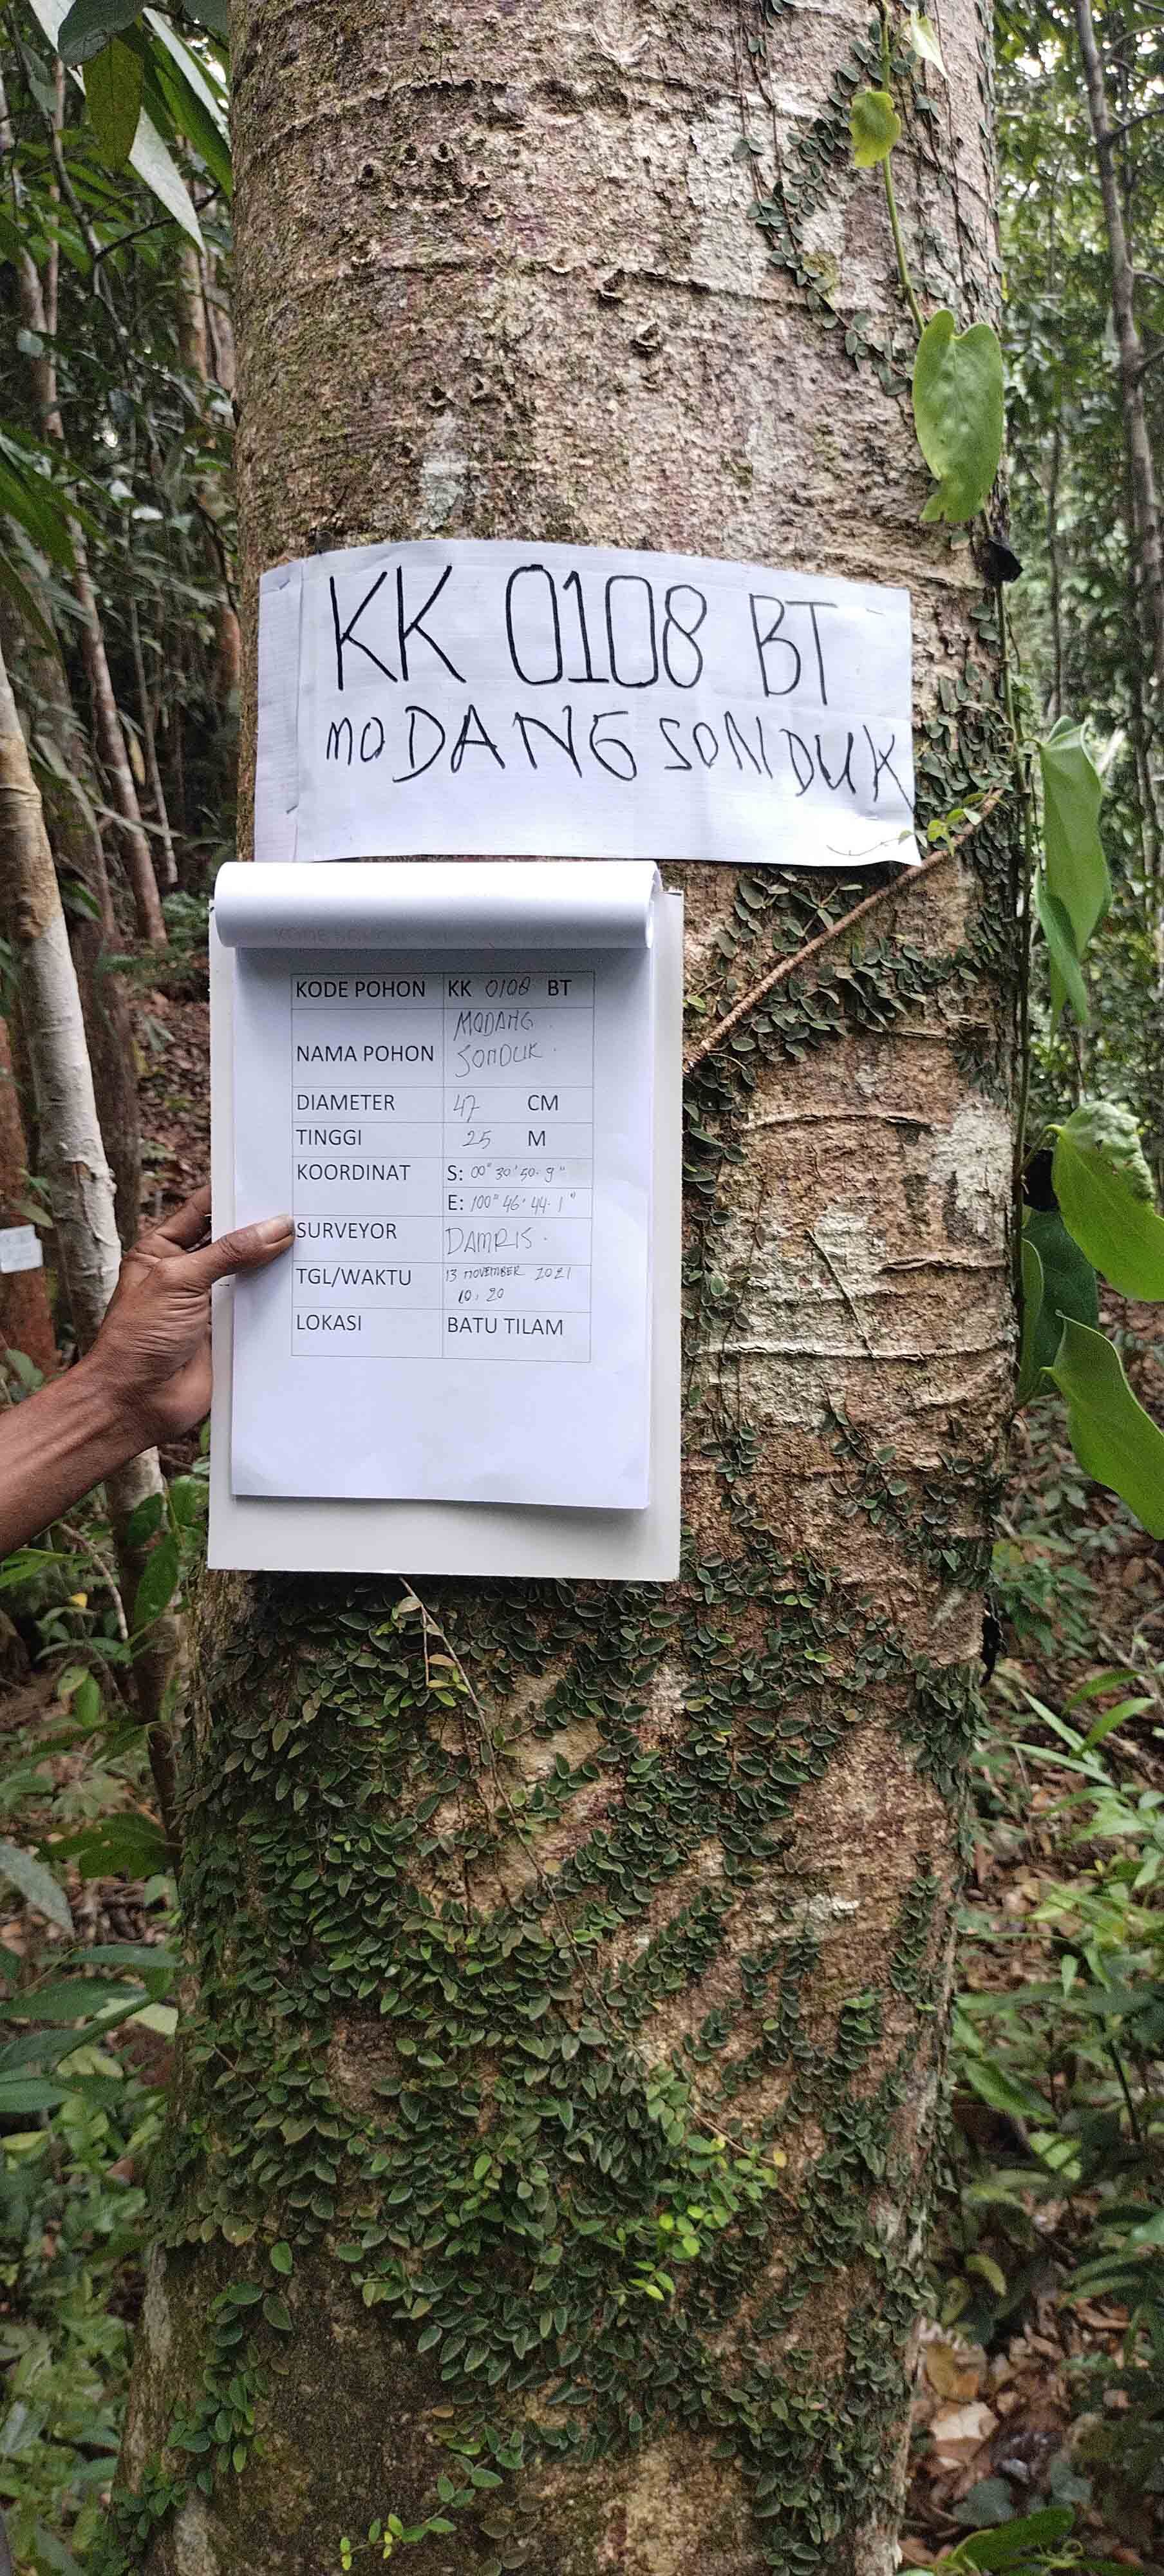 KK 0108 BT
MODANG SONDUK
KODE POHON KK 0108 BT
NAMA POHON MODANG SONDUK.
DIAMETER 47 CM
TINGGI 25 M
KOORDINAT S: 00° 30' 50.9"
E: 100° 46' 44.1"
SURVEYOR DAMRIS.
TGL/WAKTU 13 NOVEMBER 2021
10.20
LOKASI BATU TILAM